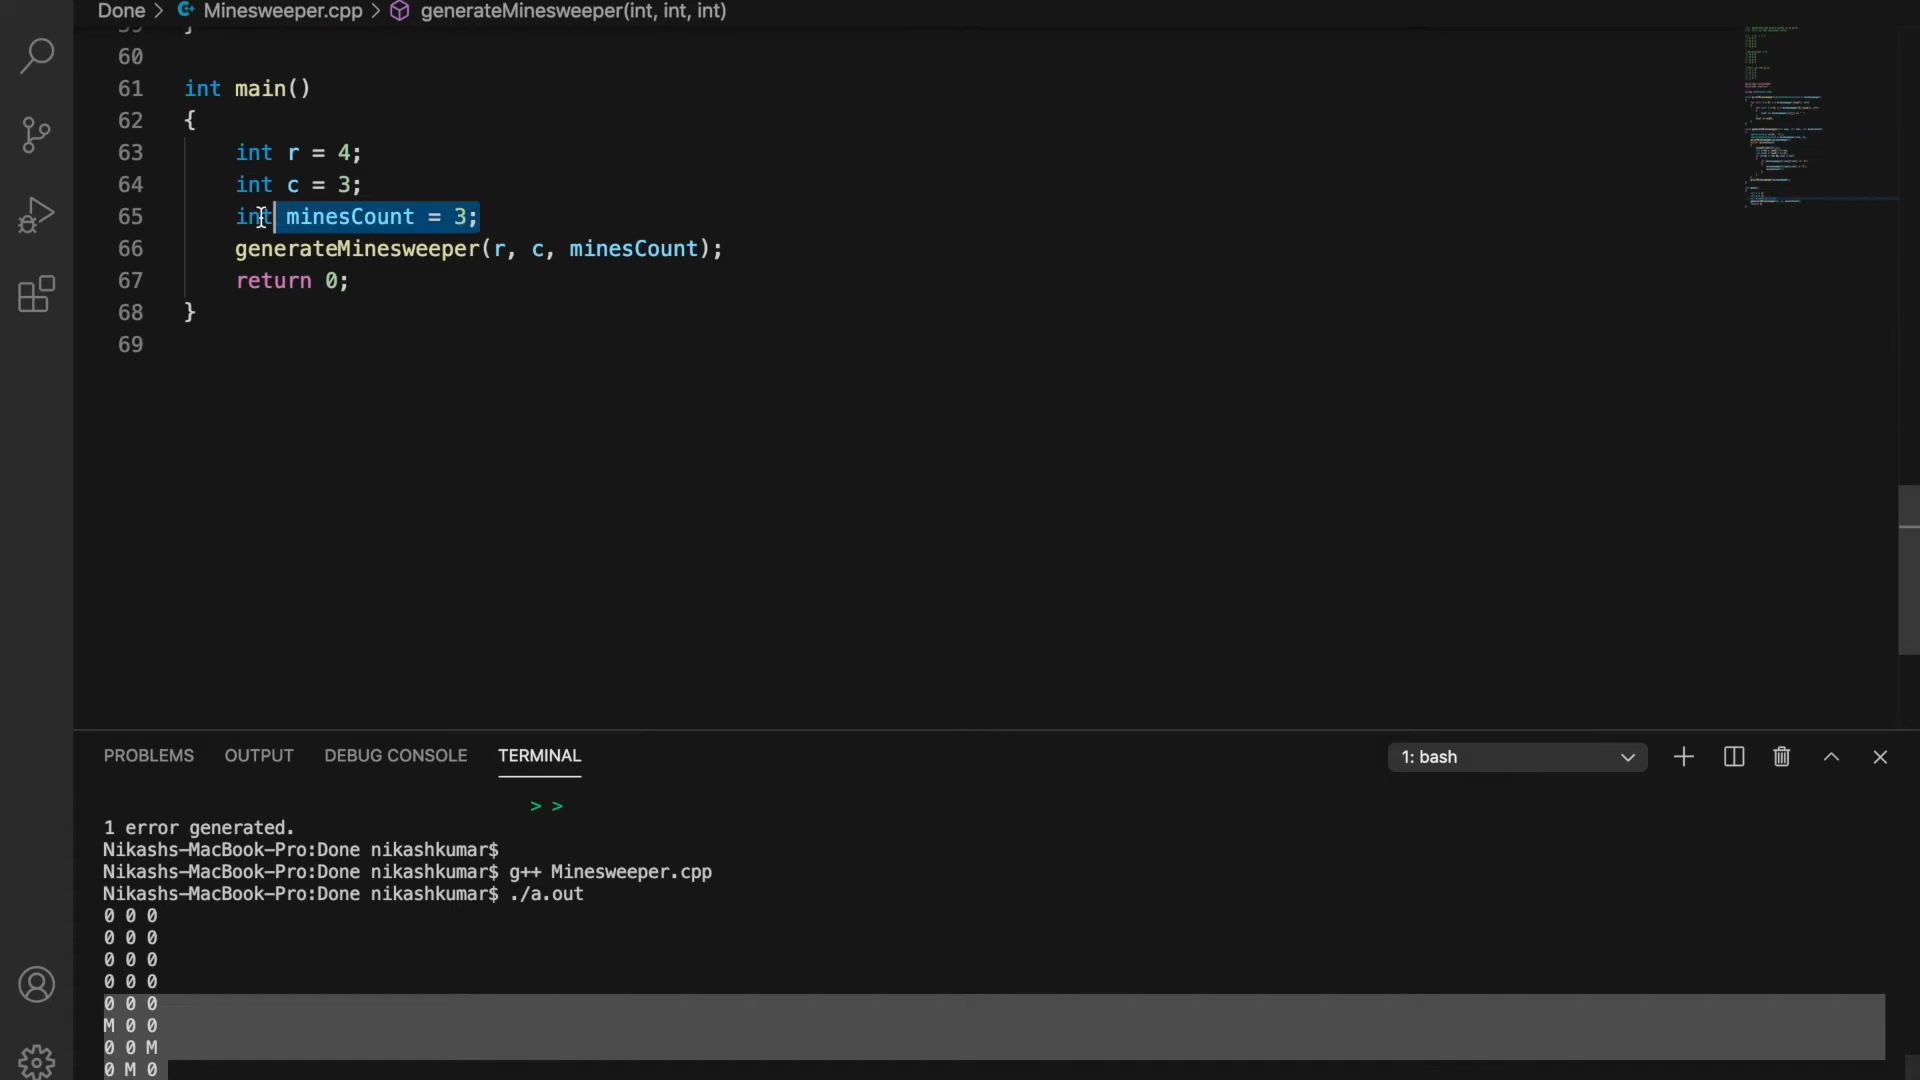 Done > Minesweeper.cpp > generateMinesweeper(int, int, int)
60
61 int main()
62 {
63 int r = 4;
64 int c = 3;
65 int minesCount = 3;
66 generateMinesweeper(r, c, minesCount);
67 return 0;
68 }
69
PROBLEMS OUTPUT DEBUG CONSOLE TERMINAL 1: bash
> >
1 error generated.
Nikashs-MacBook-Pro:Done nikashkumar$
Nikashs-MacBook-Pro:Done nikashkumar$ g++ Minesweeper.cpp
Nikashs-MacBook-Pro:Done nikashkumar$ ./a.out
0 0 0
0 0 0
0 0 0
0 0 0
0 0 0
M 0 0
0 0 M
0 M 0